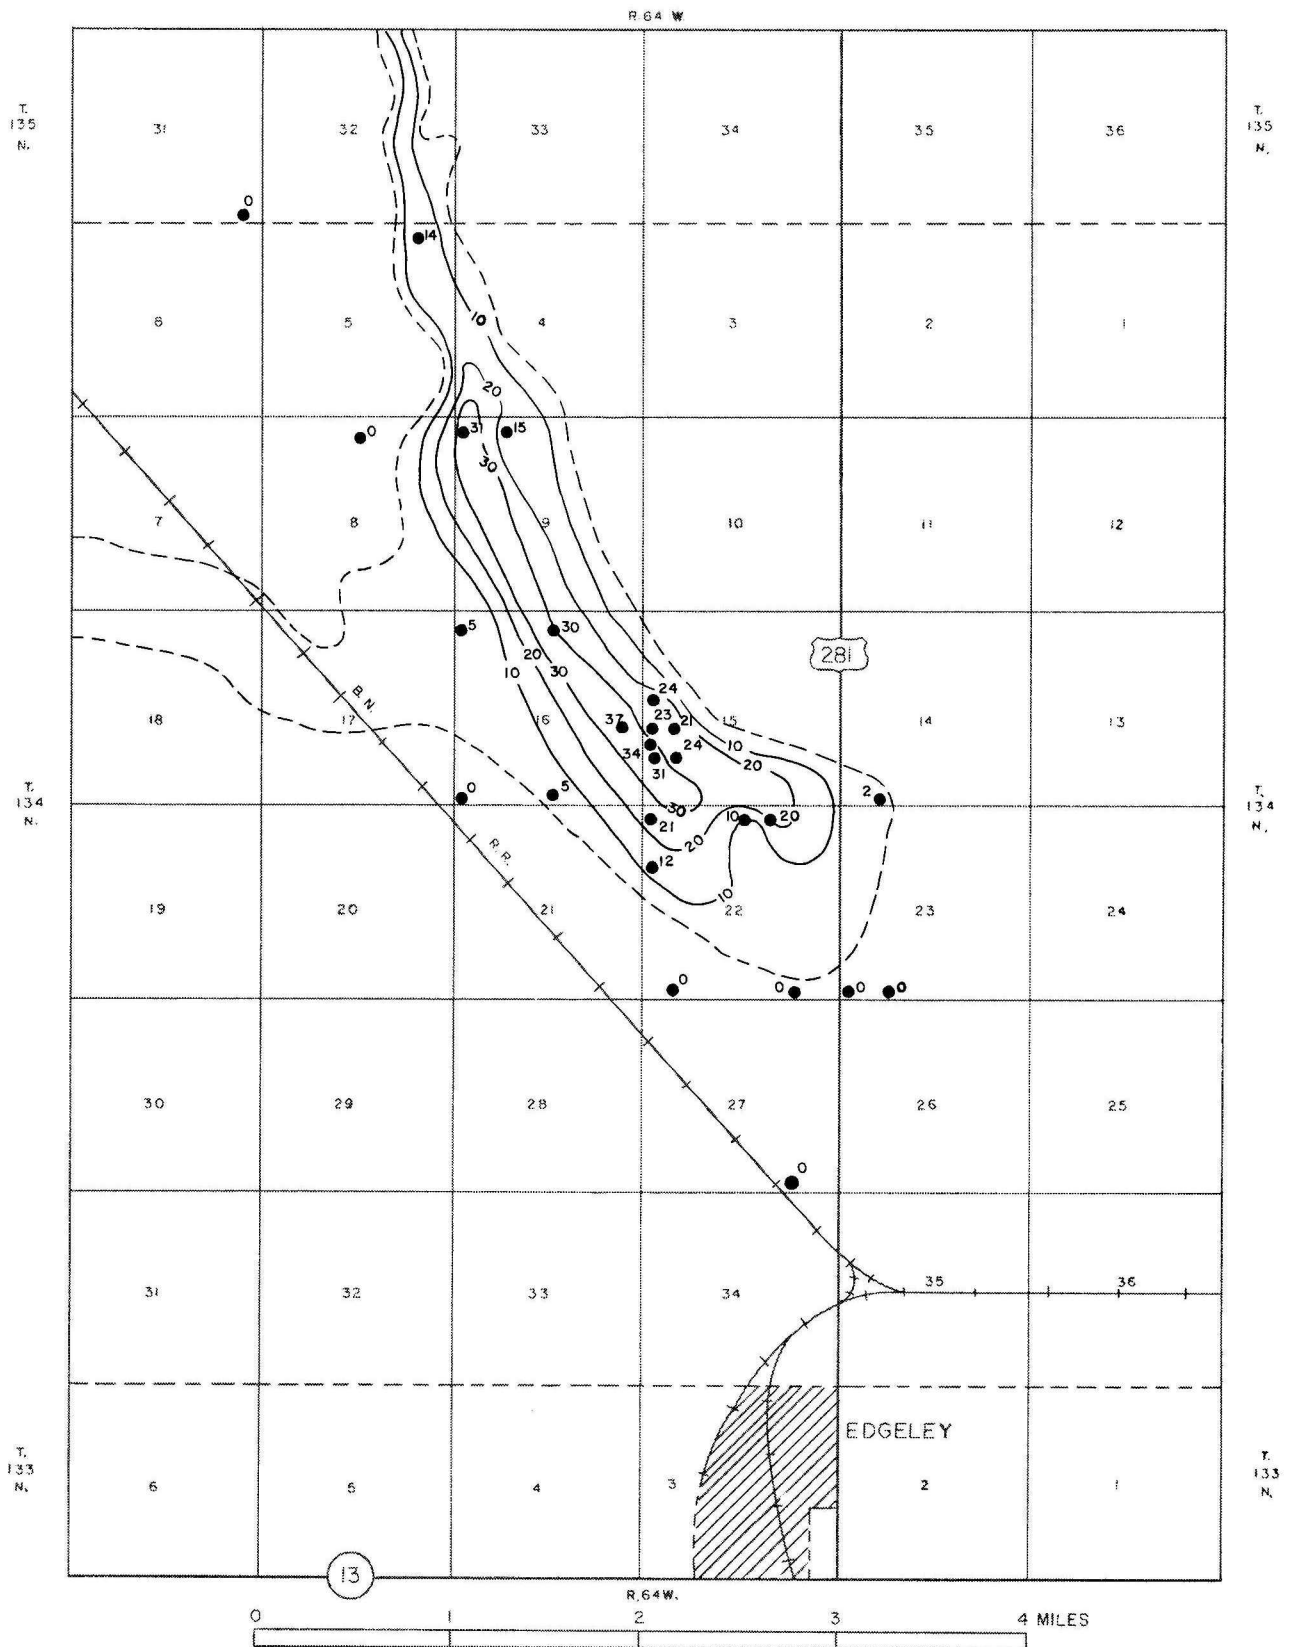 R. 64 W
T. 135 N.
31 32 33 34 35 36
T. 135 N.
0
14
6 5 10 4 3 2 1
20
0 31 15
30
7 8 9 10 11 12
5 30
20 30
10
281
B.N.
24
18 17 16 37 23 21 15 14 13
10
34 24
31 20
T. 134 N.
0 5 30 2
T. 134 N.
21 10 20
20
R.R.
12
10
19 20 21 22 23 24
0 0 0 0
30 29 28 27 26 25
0
31 32 33 34 35 36
EDGELEY
T. 133 N.
6 5 4 3 2 1
T. 133 N.
13
R. 64 W.
0 1 2 3 4 MILES